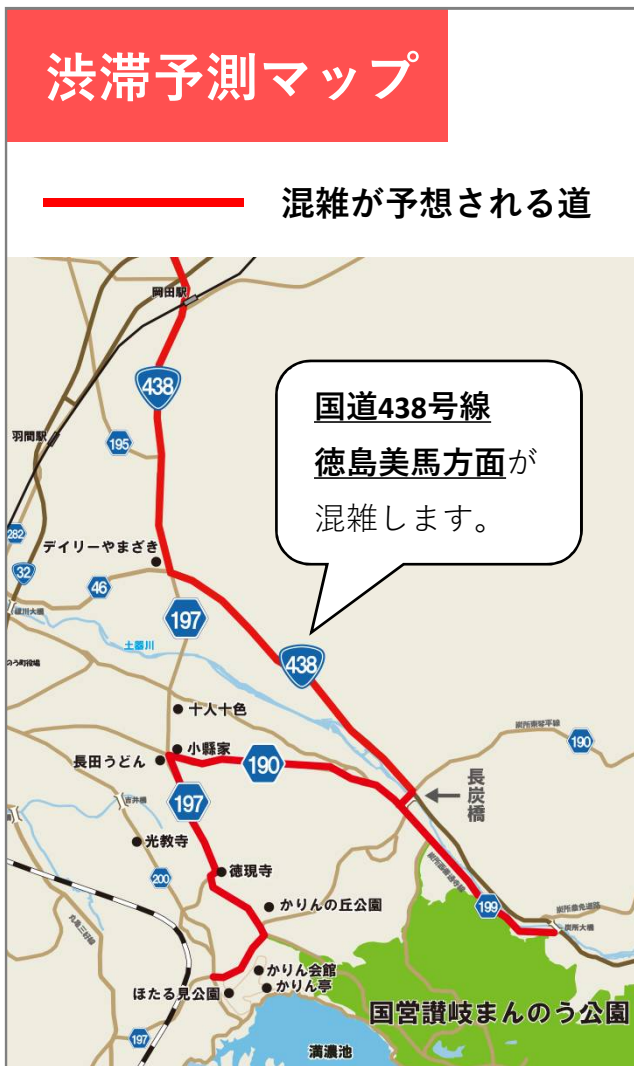 渋滞予測マップ
混雑が予想される道
岡田駅
438
国道438号線
徳島美馬方面が
混雑します。
羽間駅
195
282
デイリーやまざき
32
46
197
土器川
438
十人十色
190
小縣家
長田うどん
190
長炭橋
197
吉井橋
光教寺
200
徳現寺
199
かりんの丘公園
かりん会館
かりん亭
ほたる見公園
国営讃岐まんのう公園
197
満濃池